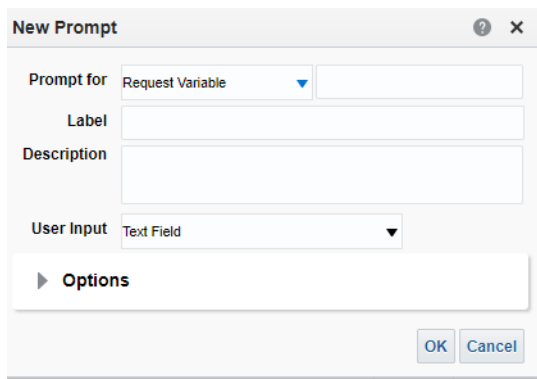 New Prompt
Prompt for Request Variable
Label
Description
User Input Text Field
Options
OK Cancel